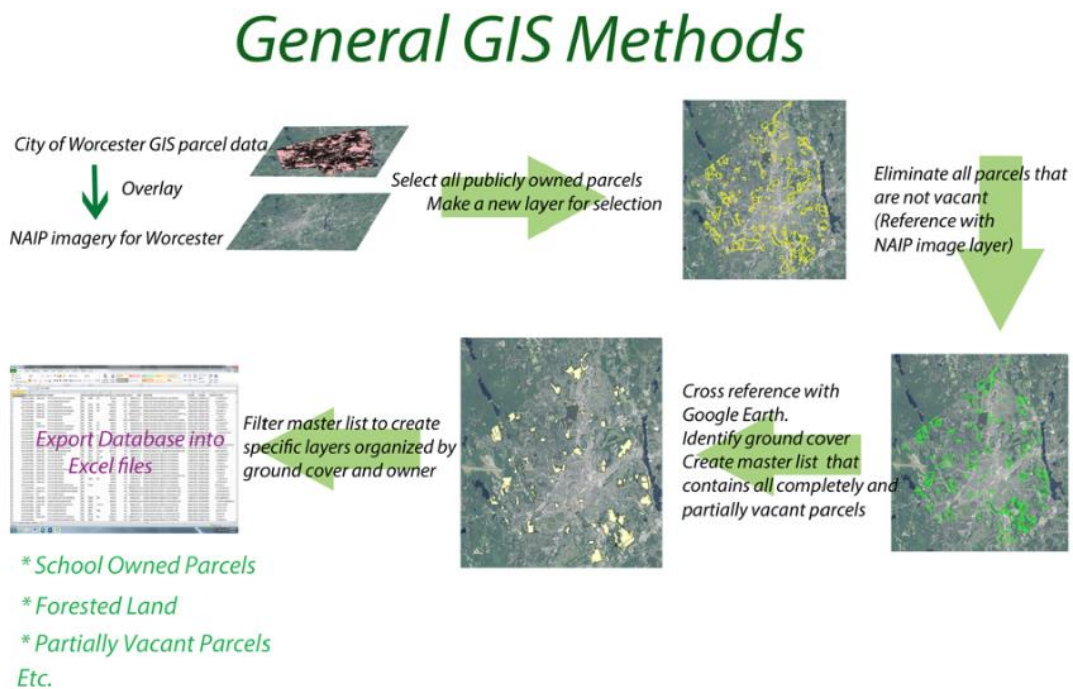 General GIS Methods
City of Worcester GIS parcel data
Overlay
NAIP imagery for Worcester
Select all publicly owned parcels
Make a new layer for selection
Eliminate all parcels that
are not vacant
(Reference with
NAIP image layer)
Cross reference with
Google Earth.
Identify ground cover
Create master list that
contains all completely and
partially vacant parcels
Filter master list to create
specific layers organized by
ground cover and owner
Export Database into
Excel files
* School Owned Parcels
* Forested Land
* Partially Vacant Parcels
Etc.